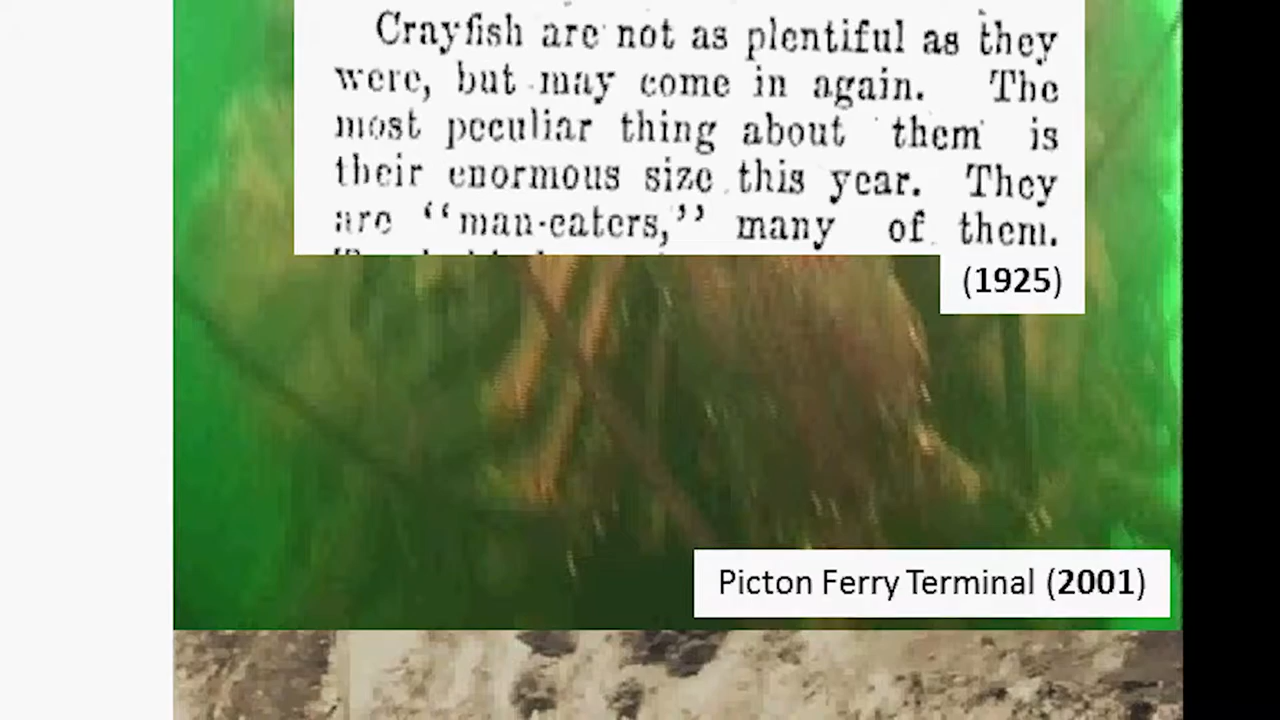 Crayfish are not as plentiful as they
were, but may come in again. The
most peculiar thing about them is
their enormous size this year. They
are “man-eaters,” many of them.
(1925)
Picton Ferry Terminal (2001)